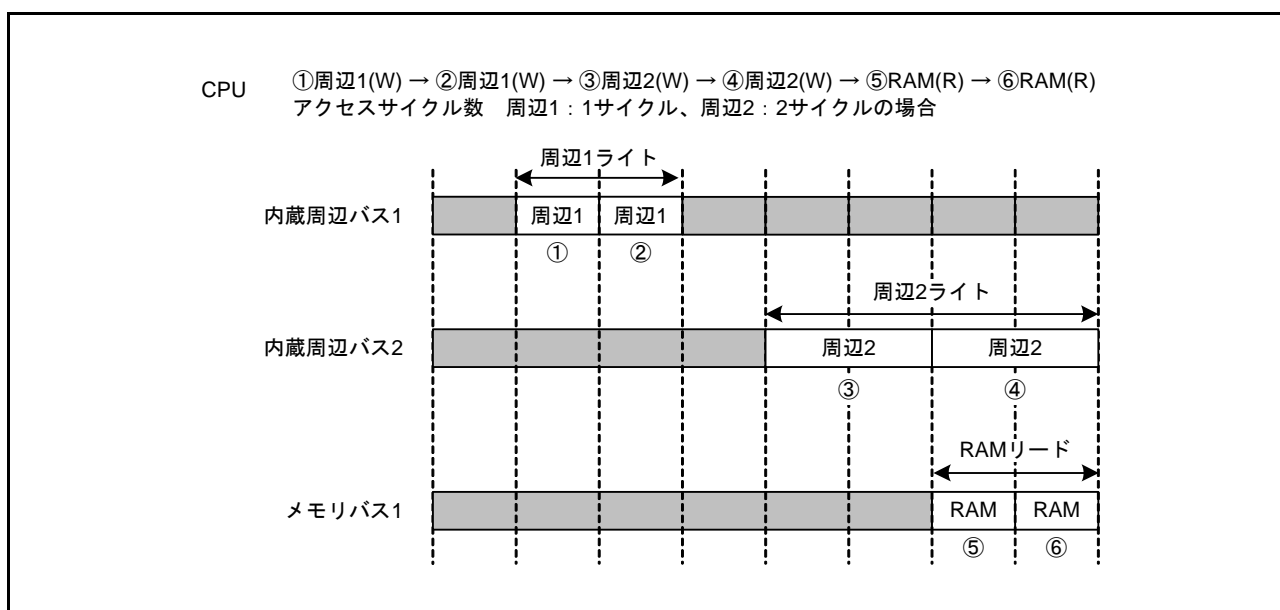 CPU ①周辺1(W) → ②周辺1(W) → ③周辺2(W) → ④周辺2(W) → ⑤RAM(R) → ⑥RAM(R)
アクセスサイクル数 周辺1：1サイクル、周辺2：2サイクルの場合
周辺1ライト
内蔵周辺バス1 周辺1 周辺1
① ②
周辺2ライト
内蔵周辺バス2 周辺2 周辺2
③ ④
RAMリード
メモリバス1 RAM RAM
⑤ ⑥